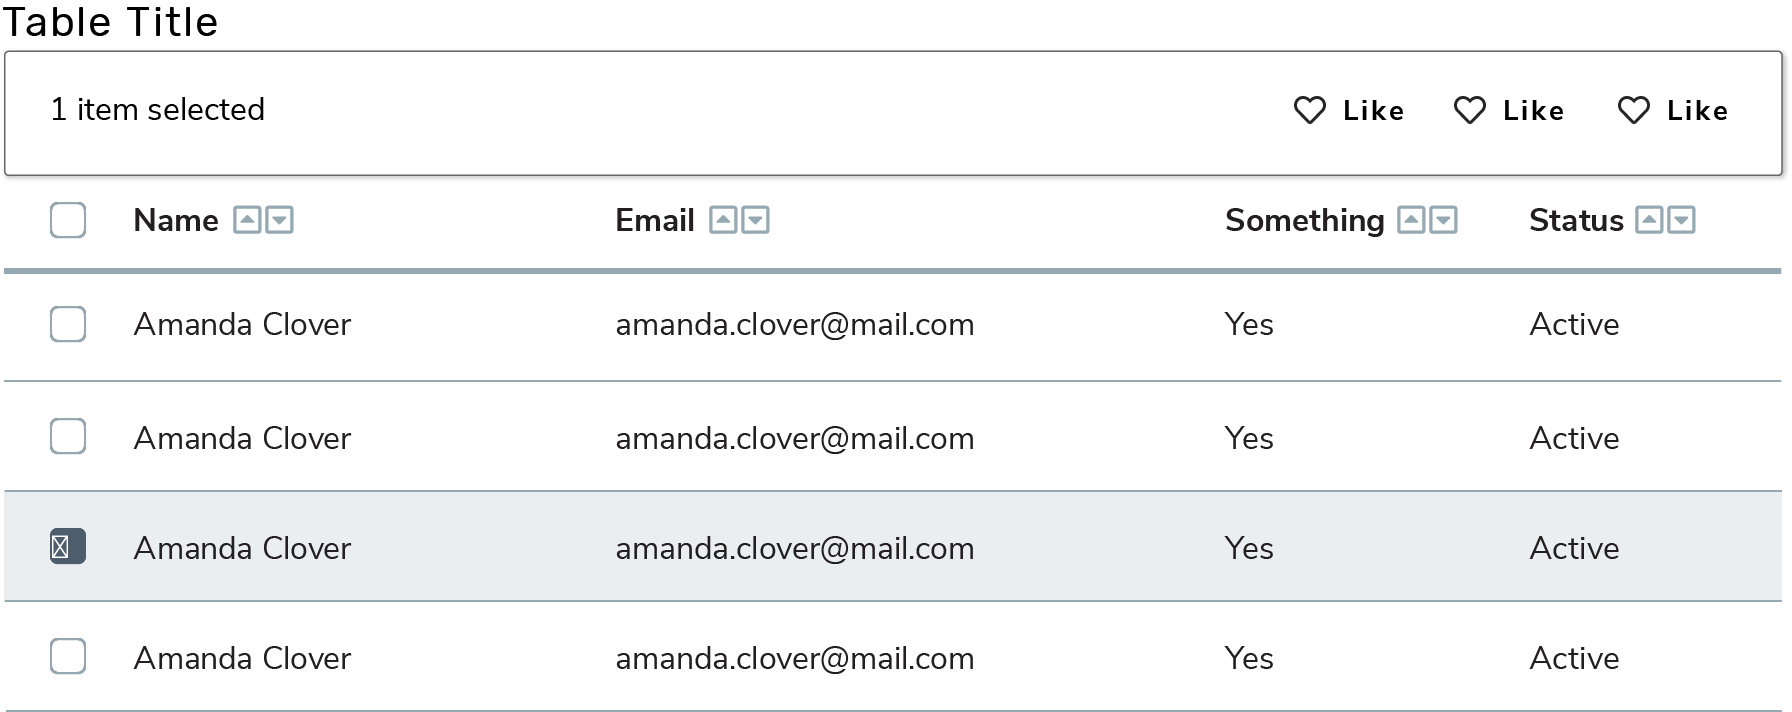 Table Title
1 item selected Like Like Like
Name Email Something Status
Amanda Clover amanda.clover@mail.com Yes Active
Amanda Clover amanda.clover@mail.com Yes Active
Amanda Clover amanda.clover@mail.com Yes Active
Amanda Clover amanda.clover@mail.com Yes Active